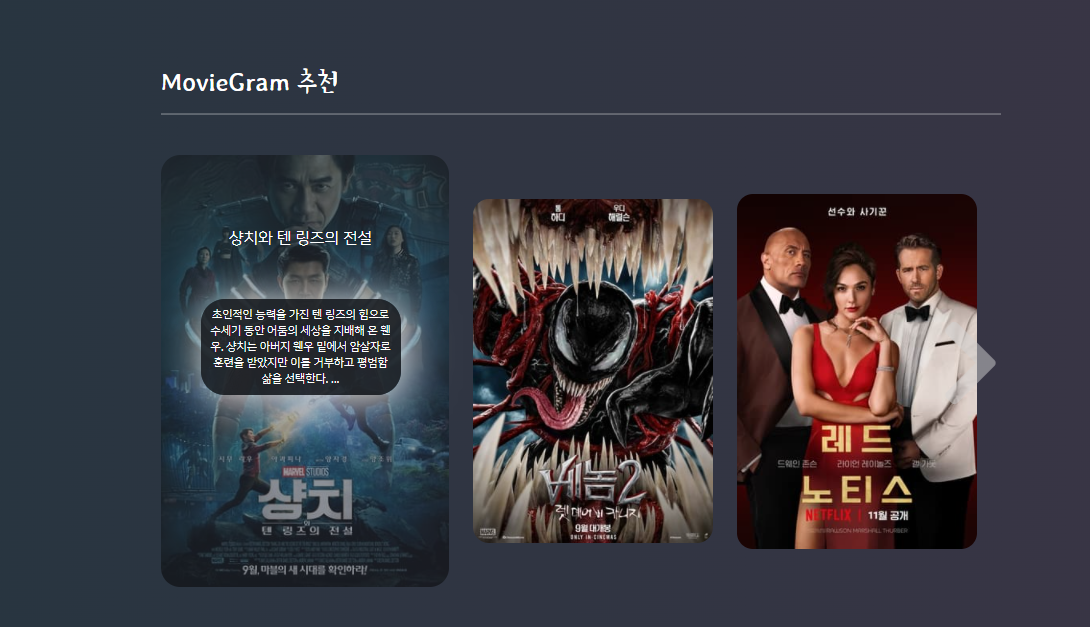 MovieGram 추천
샹치와 텐 링즈의 전설
초인적인 능력을 가진 텐 링즈의 힘으로
수세기 동안 어둠의 세상을 지배해 온 웬
우. 샹치는 아버지 웬우 밑에서 암살자로
훈련을 받았지만 이를 거부하고 평범함
삶을 선택한다. ...
MARVEL STUDIOS
샹치
텐 링즈의 전설
9월, 마블의 새 시대를 확인하라!
톰 하디
우디 해럴슨
베놈2
렛 데어 비 카니지
9월 대개봉
ONLY IN CINEMAS
MARVEL
선수와 사기꾼
레드
드웨인 존슨 라이언 레이놀즈 갤 가돗
노티스
NETFLIX | 11월 공개
RAWSON MARSHALL THURBER